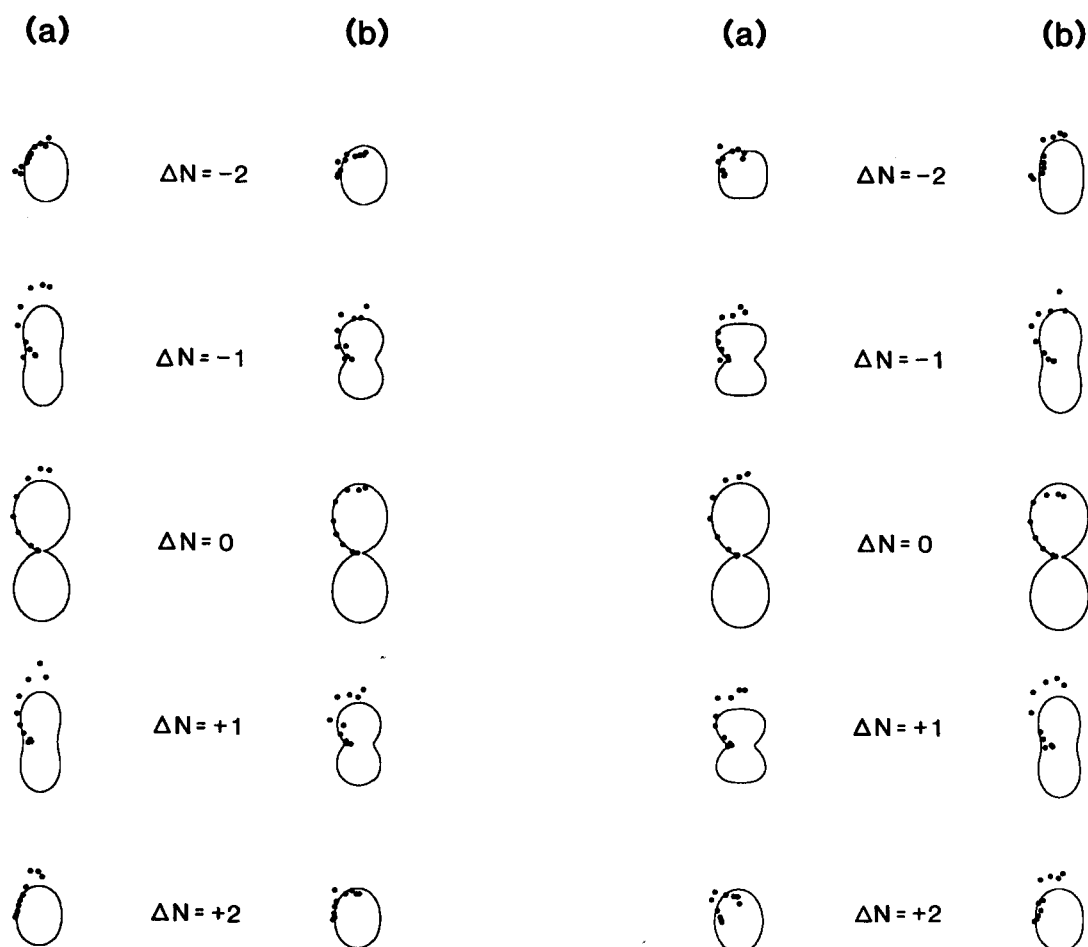 (a) (b) (a) (b)
ΔN = -2 ΔN = -2
ΔN = -1 ΔN = -1
ΔN = 0 ΔN = 0
ΔN = +1 ΔN = +1
ΔN = +2 ΔN = +2